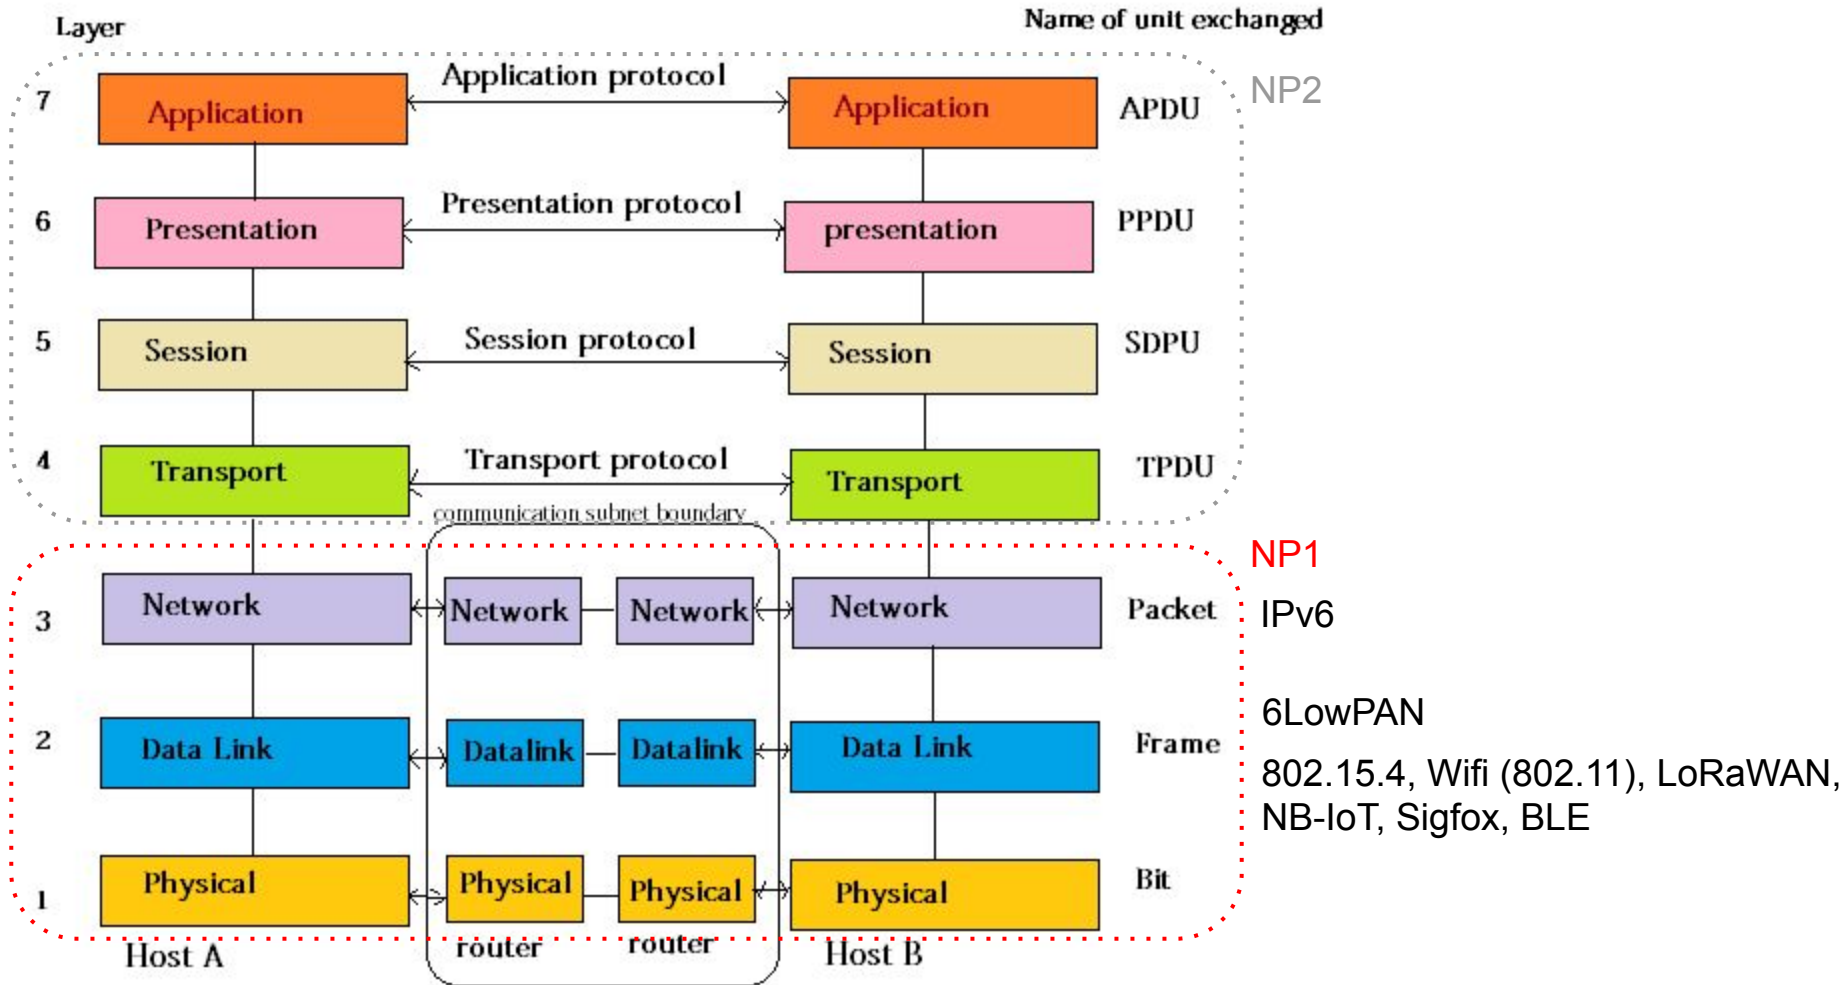 Layer
Name of unit exchanged
NP2
7
Application
Application protocol
Application
APDU
6
Presentation
Presentation protocol
presentation
PPDU
5
Session
Session protocol
Session
SDPU
4
Transport
Transport protocol
Transport
TPDU
communication subnet boundary
NP1
3
Network
Network
Network
Network
Packet
IPv6
6LowPAN
2
Data Link
Datalink
Datalink
Data Link
Frame
802.15.4, Wifi (802.11), LoRaWAN,
NB-IoT, Sigfox, BLE
1
Physical
Physical
Physical
Physical
Bit
Host A
router
router
Host B